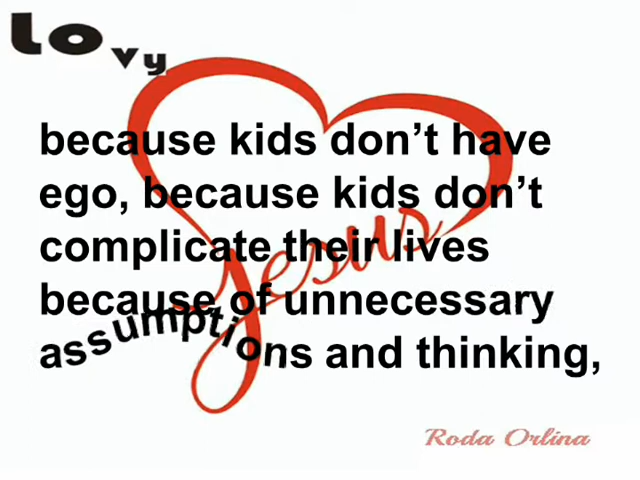 Lovy
because kids don't have
ego, because kids don't
complicate their lives
because of unnecessary
assumptions and thinking,
Jesus
Roda Orlina